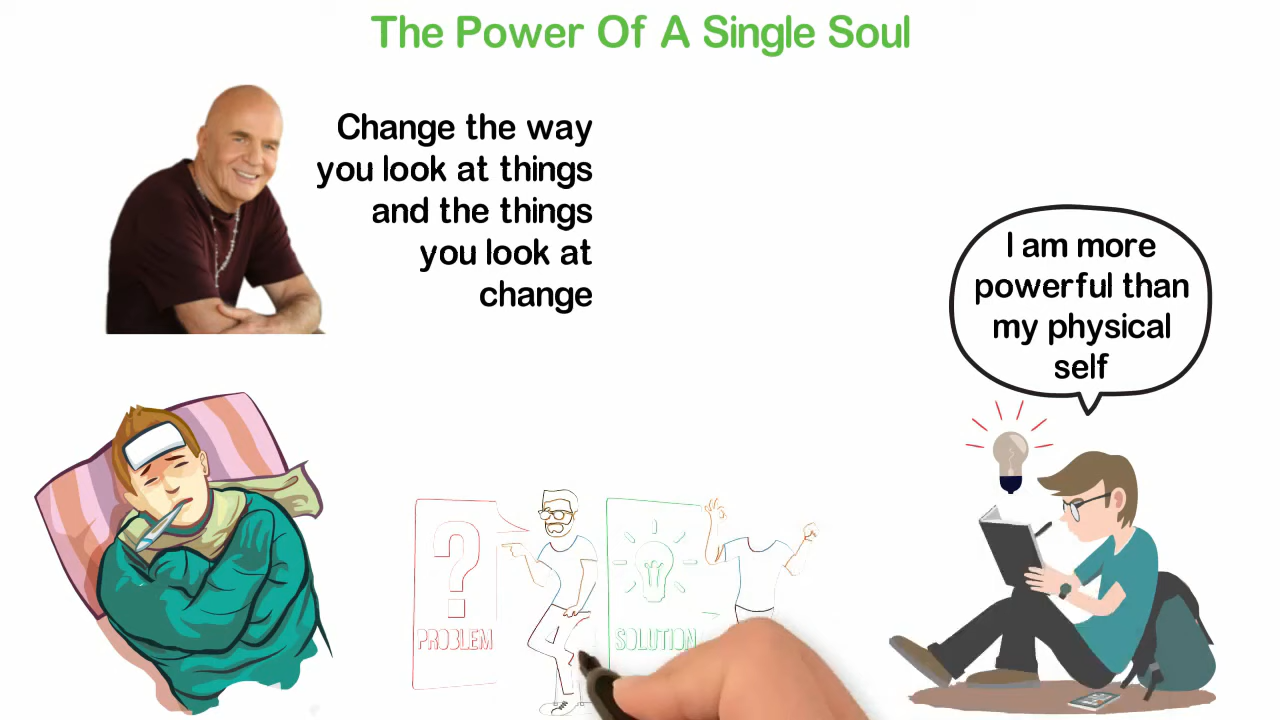 The Power Of A Single Soul
Change the way
you look at things
and the things
you look at
change
I am more
powerful than
my physical
self
?
PROBLEM
SOLUTION